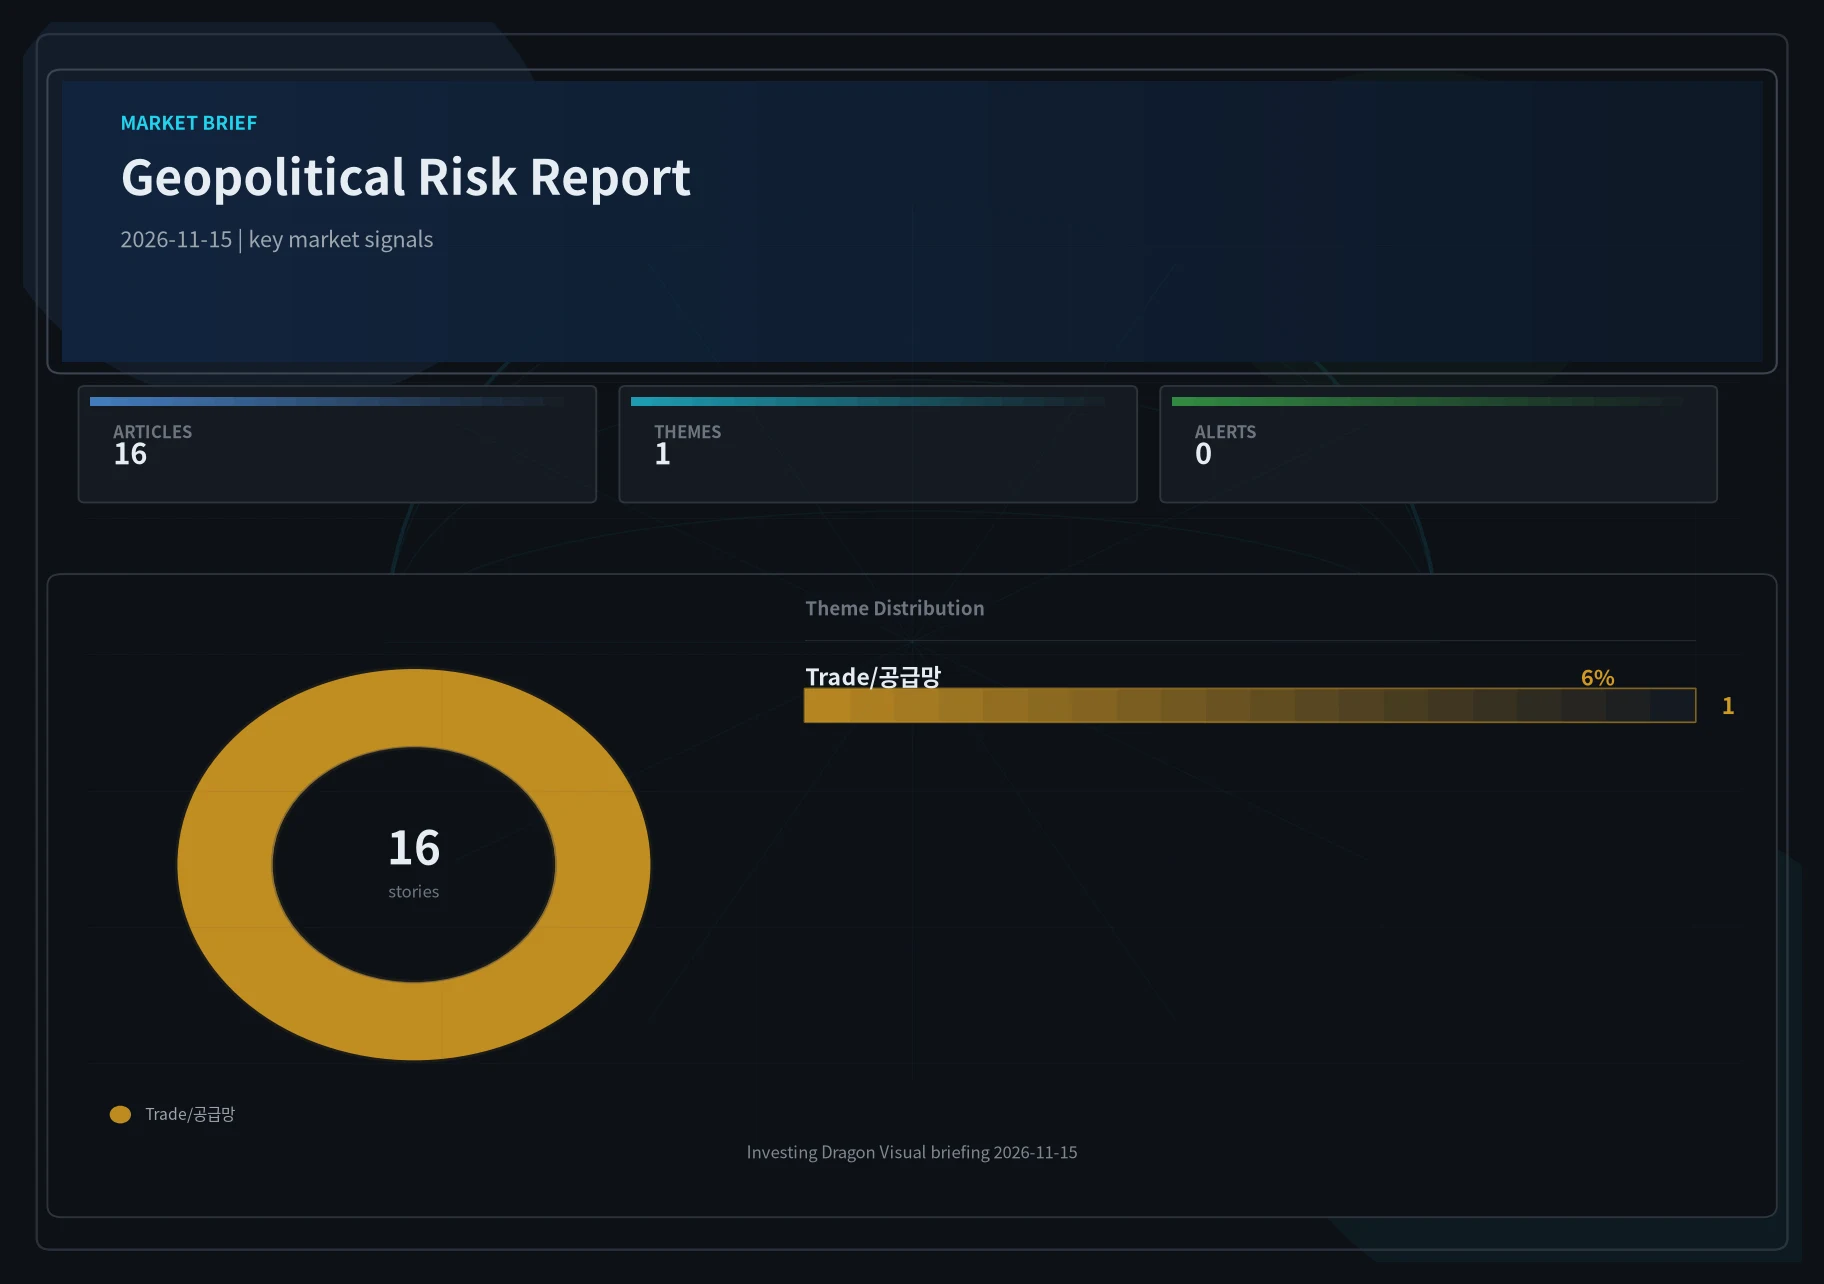 MARKET BRIEF
Geopolitical Risk Report
2026-11-15 | key market signals
ARTICLES
16
THEMES
1
ALERTS
0
Theme Distribution
Trade/공급망
6%
1
16
stories
Trade/공급망
Investing Dragon Visual briefing 2026-11-15